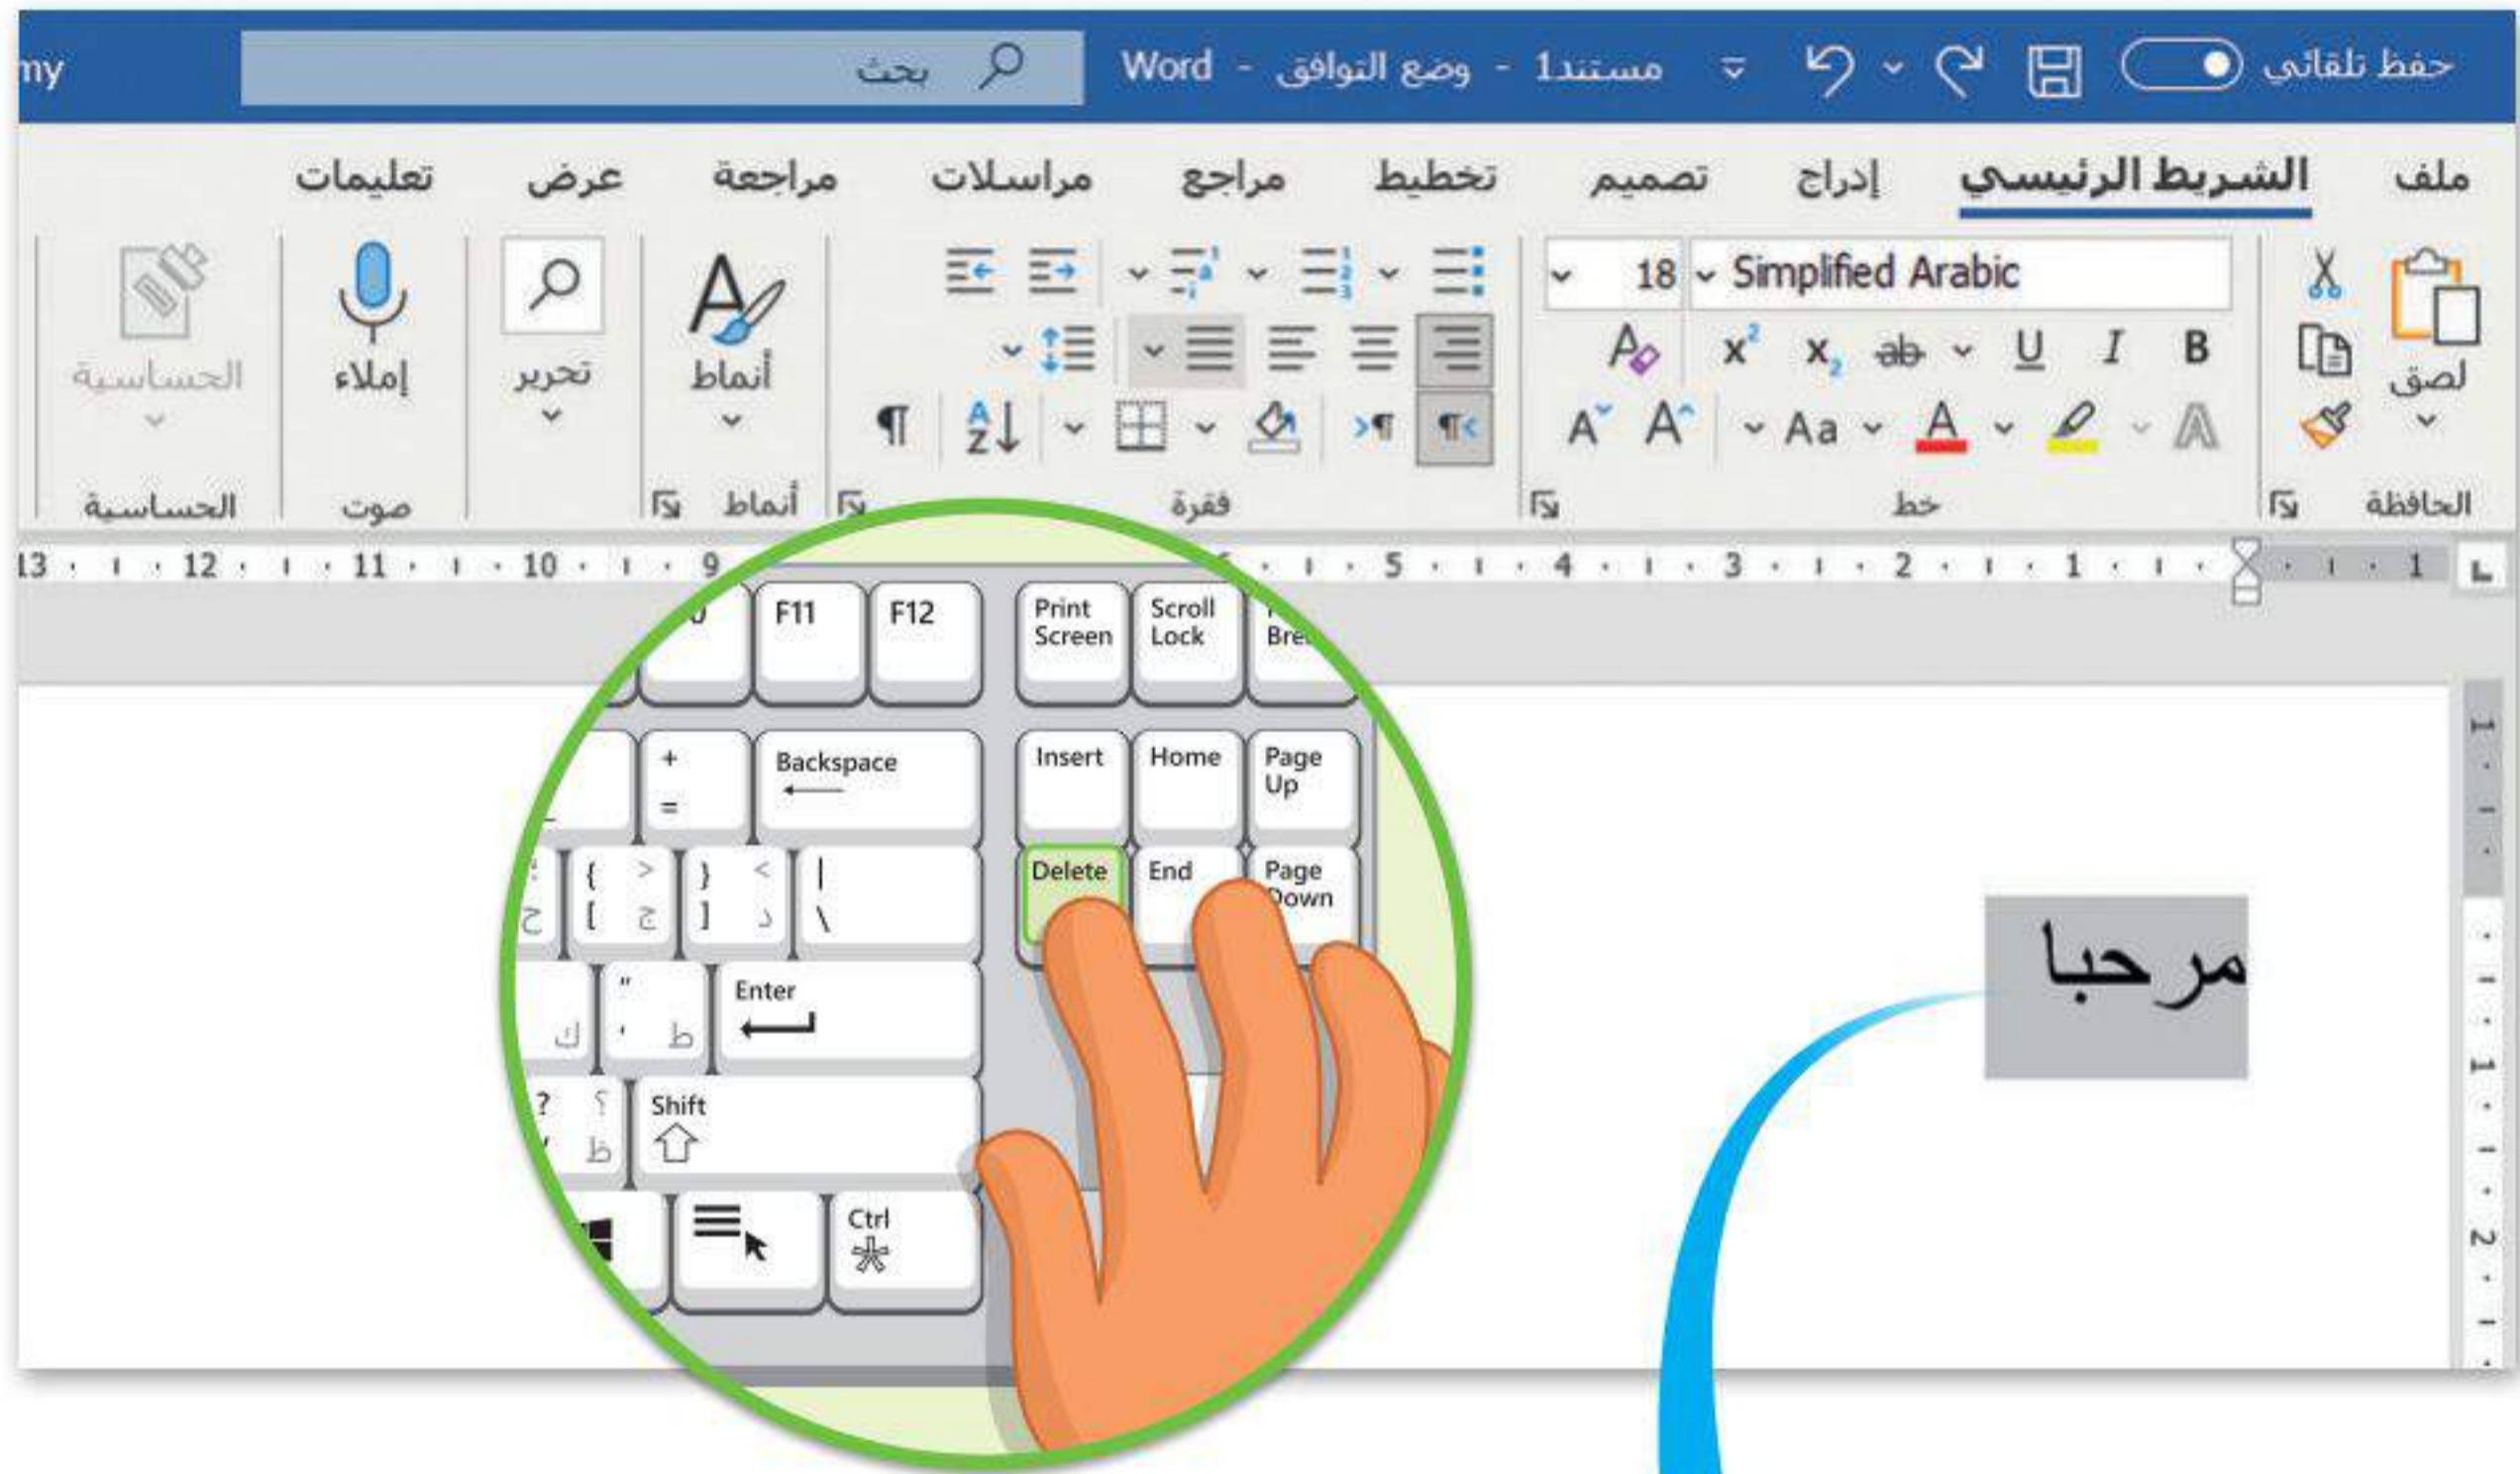 حفظ تلقائي مستند1 - وضع التوافق - Word بحث my
ملف الشريط الرئيسي إدراج تصميم تخطيط مراجع مراسلات مراجعة عرض تعليمات
Simplified Arabic 18
لصق B I U ab x₂ x² A
أنماط تحرير إملاء الحساسية
A A Aa A A A Z ¶
الحافظة خط فقرة أنماط صوت الحساسية
1 1 2 3 4 5 9 10 11 12 13
F11 F12 Print Screen Scroll Lock
+ = Backspace Insert Home Page Up
{ > [ ج } < ] د | \ Delete End Page Down
ك " ' ط Enter
? ؟ ظ Shift
Ctrl
مرحبا
1 1 2